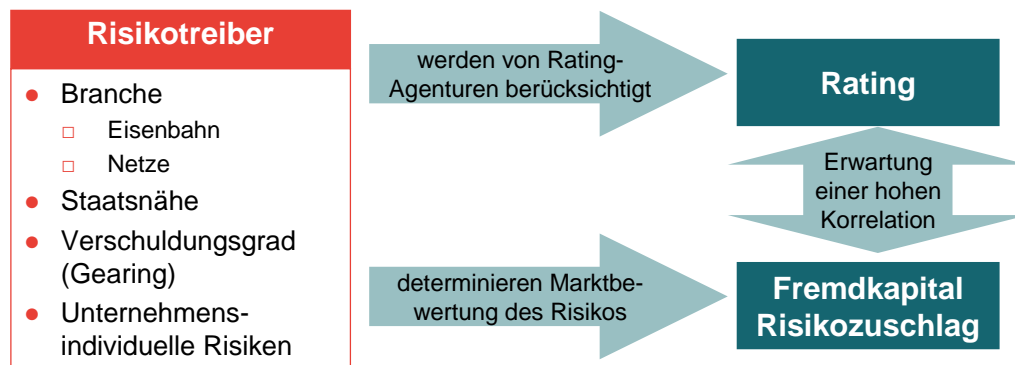 Risikotreiber
● Branche
□ Eisenbahn
□ Netze
● Staatsnähe
● Verschuldungsgrad
(Gearing)
● Unternehmens-
individuelle Risiken
werden von Rating-
Agenturen berücksichtigt
determinieren Marktbe-
wertung des Risikos
Rating
Erwartung
einer hohen
Korrelation
Fremdkapital
Risikozuschlag